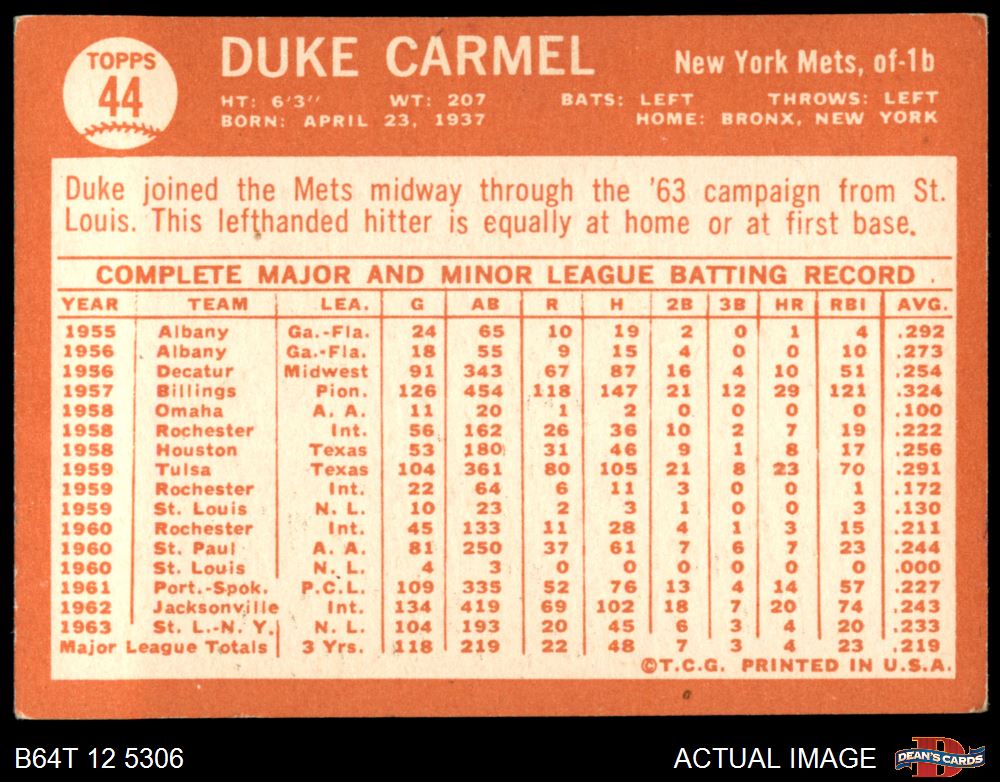 TOPPS
44
DUKE CARMEL
New York Mets, of-1b
HT: 6'3" WT: 207 BATS: LEFT THROWS: LEFT
BORN: APRIL 23, 1937 HOME: BRONX, NEW YORK
Duke joined the Mets midway through the '63 campaign from St.
Louis. This lefthanded hitter is equally at home or at first base.
COMPLETE MAJOR AND MINOR LEAGUE BATTING RECORD
YEAR TEAM LEA. G AB R H 2B 3B HR RBI AVG.
1955 Albany Ga.-Fla. 24 65 10 19 2 0 1 4 .292
1956 Albany Ga.-Fla. 18 55 9 15 4 0 0 10 .273
1956 Decatur Midwest 91 343 67 87 16 4 10 51 .254
1957 Billings Pion. 126 454 118 147 21 12 29 121 .324
1958 Omaha A. A. 11 20 1 2 0 0 0 0 .100
1958 Rochester Int. 56 162 26 36 10 2 7 19 .222
1958 Houston Texas 53 180 31 46 9 1 8 17 .256
1959 Tulsa Texas 104 361 80 105 21 8 23 70 .291
1959 Rochester Int. 22 64 6 11 3 0 0 1 .172
1959 St. Louis N. L. 10 23 2 3 1 0 0 3 .130
1960 Rochester Int. 45 133 11 28 4 1 3 15 .211
1960 St. Paul A. A. 81 250 37 61 7 6 7 23 .244
1960 St. Louis N. L. 4 3 0 0 0 0 0 0 .000
1961 Port.-Spok. P.C.L. 109 335 52 76 13 4 14 57 .227
1962 Jacksonville Int. 134 419 69 102 18 7 20 74 .243
1963 St. L.-N. Y. N. L. 104 193 20 45 6 3 4 20 .233
Major League Totals 3 Yrs. 118 219 22 48 7 3 4 23 .219
©T.C.G. PRINTED IN U.S.A.
B64T 12 5306
ACTUAL IMAGE
D
DEAN'S CARDS